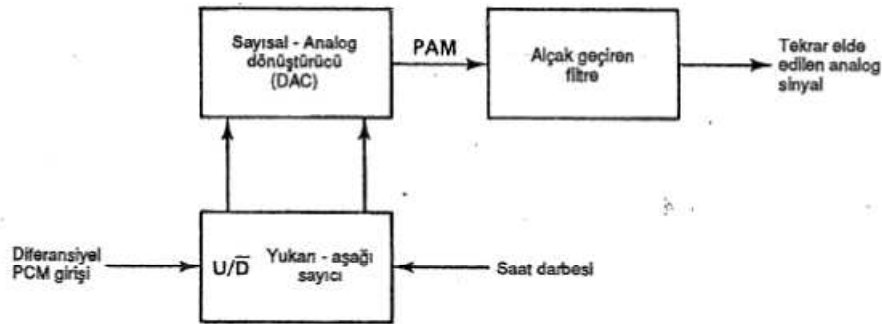 Sayısal - Analog
dönüştürücü
(DAC)
PAM
Alçak geçiren
filtre
Tekrar elde
edilen analog
sinyal
Diferansiyel
PCM girişi
U/D̅ Yukarı - aşağı
sayıcı
Saat darbesi